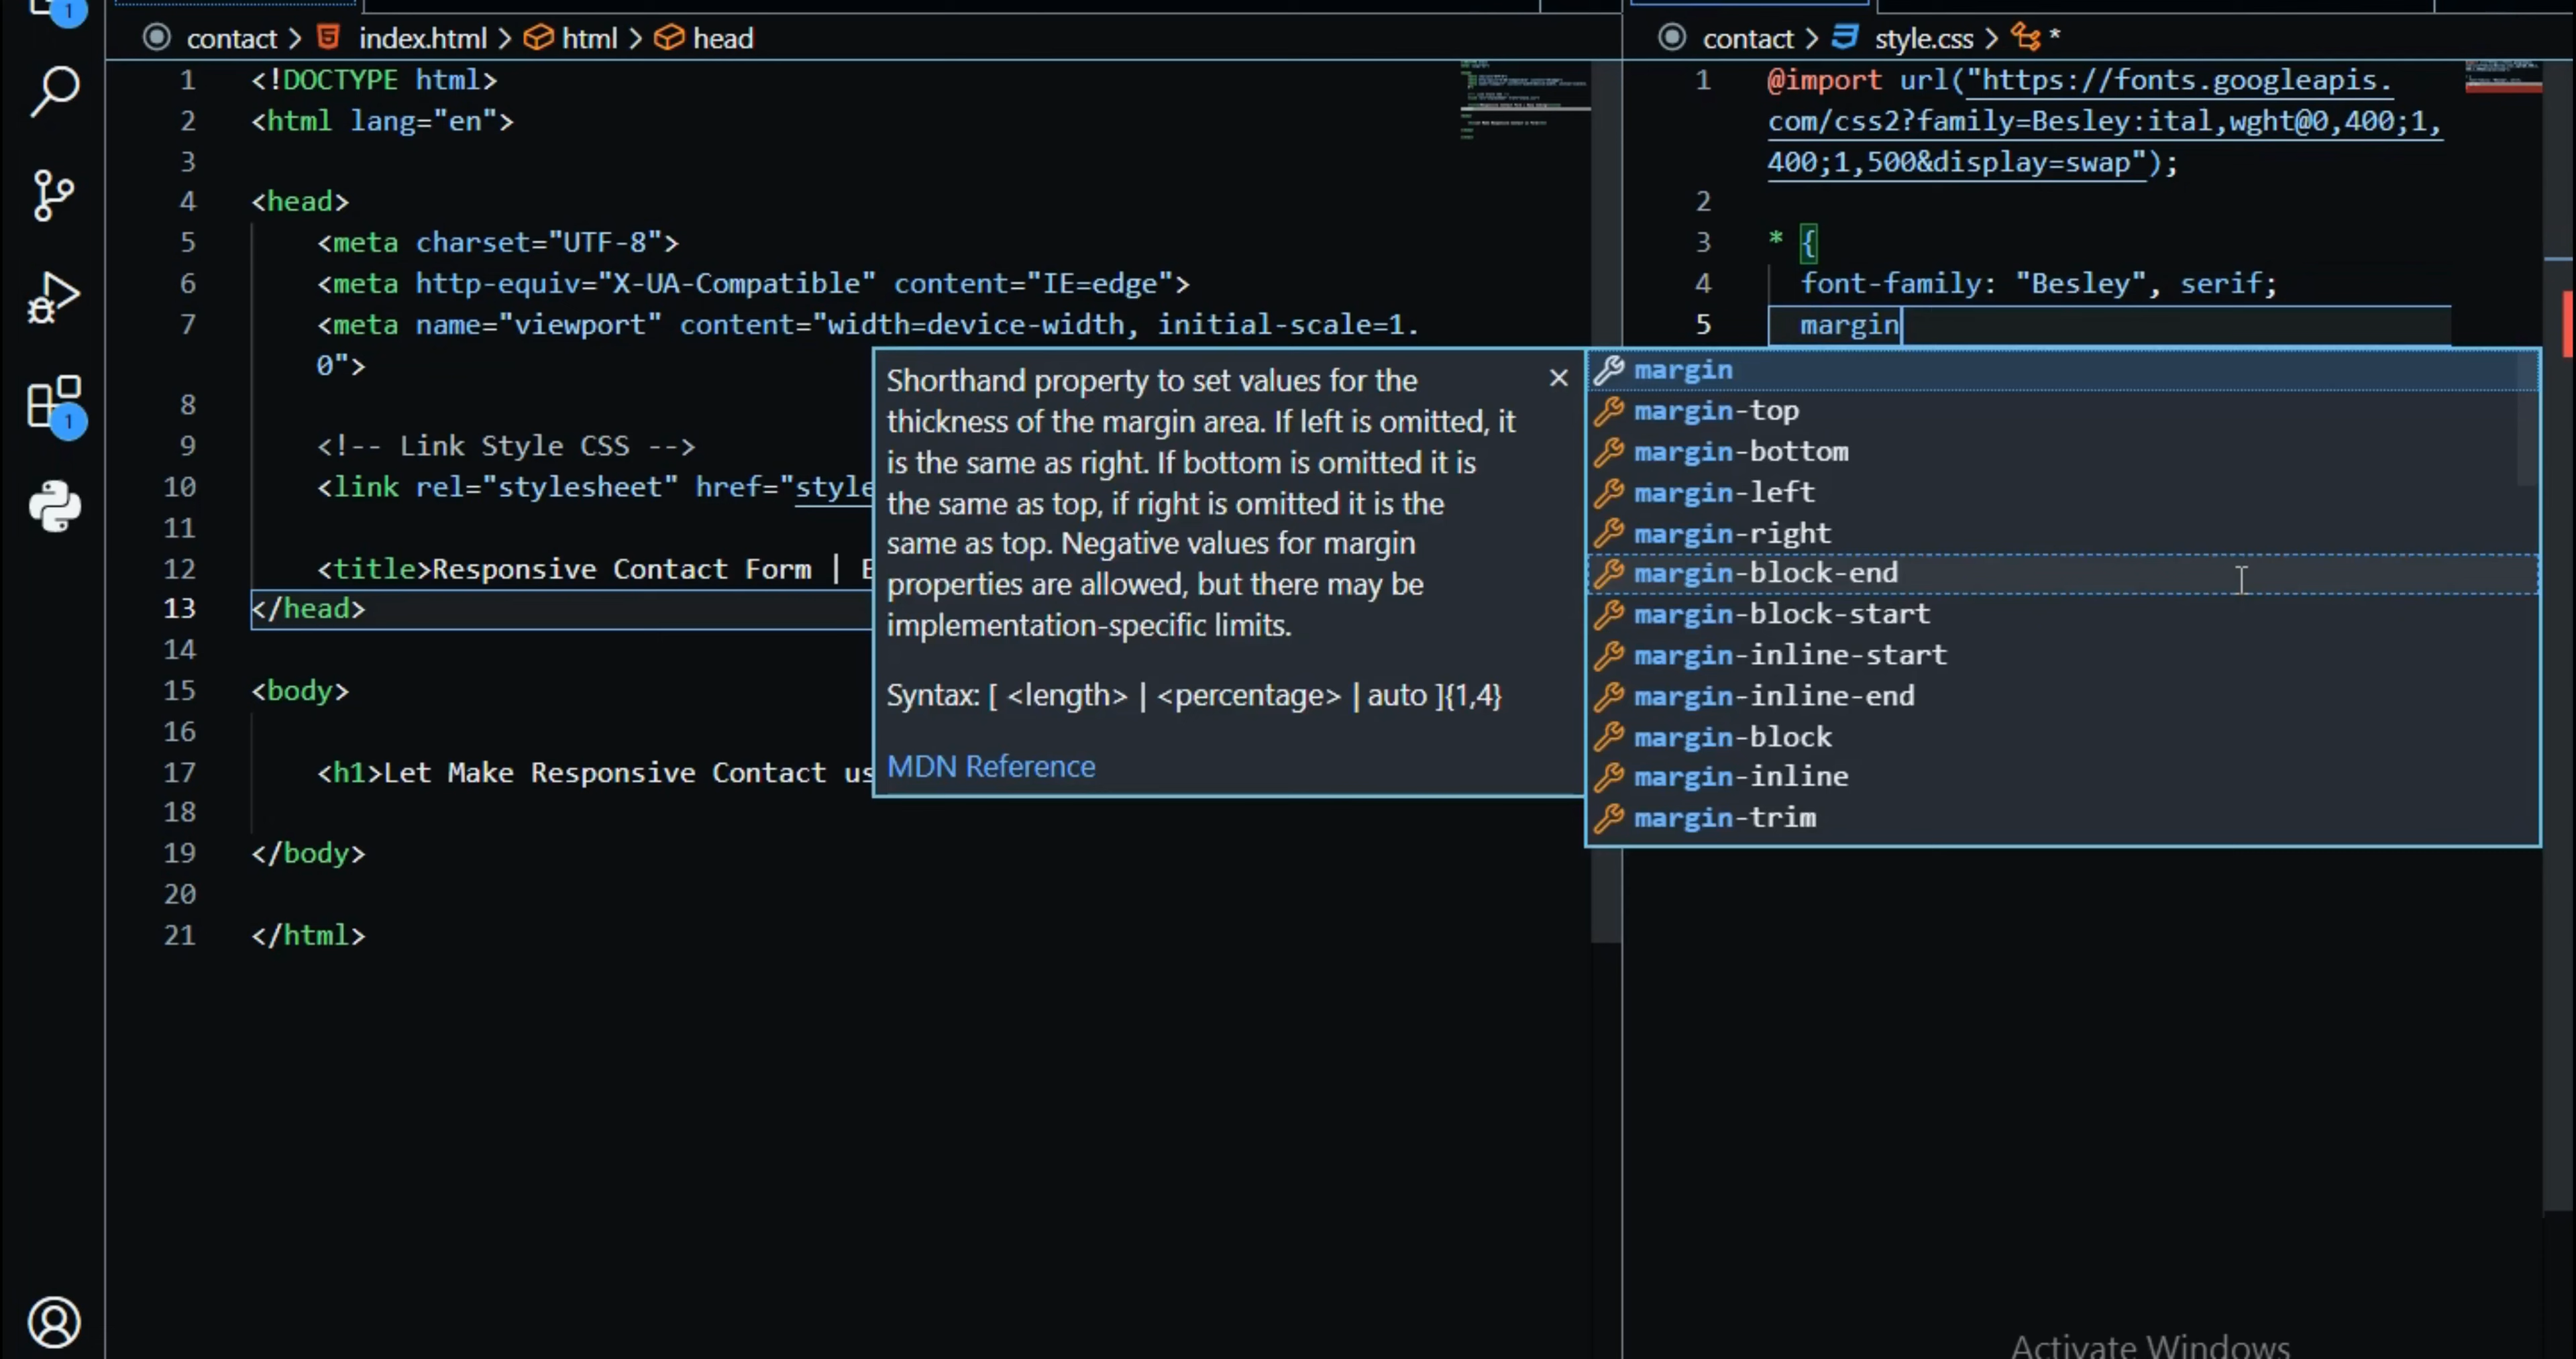 1
contact > index.html > html > head
1 <!DOCTYPE html>
2 <html lang="en">
3
4 <head>
5 <meta charset="UTF-8">
6 <meta http-equiv="X-UA-Compatible" content="IE=edge">
7 <meta name="viewport" content="width=device-width, initial-scale=1.
0">
8
9 <!-- Link Style CSS -->
10 <link rel="stylesheet" href="style
11
12 <title>Responsive Contact Form |
13 </head>
14
15 <body>
16
17 <h1>Let Make Responsive Contact us
18
19 </body>
20
21 </html>
1
Shorthand property to set values for the
thickness of the margin area. If left is omitted, it
is the same as right. If bottom is omitted it is
the same as top, if right is omitted it is the
same as top. Negative values for margin
properties are allowed, but there may be
implementation-specific limits.
Syntax: [ <length> | <percentage> | auto ]{1,4}
MDN Reference
contact > style.css > *
1 @import url("https://fonts.googleapis.
com/css2?family=Besley:ital,wght@0,400;1,
400;1,500&display=swap");
2
3 * {
4 font-family: "Besley", serif;
5 margin
margin
margin-top
margin-bottom
margin-left
margin-right
margin-block-end
margin-block-start
margin-inline-start
margin-inline-end
margin-block
margin-inline
margin-trim
Activate Windows